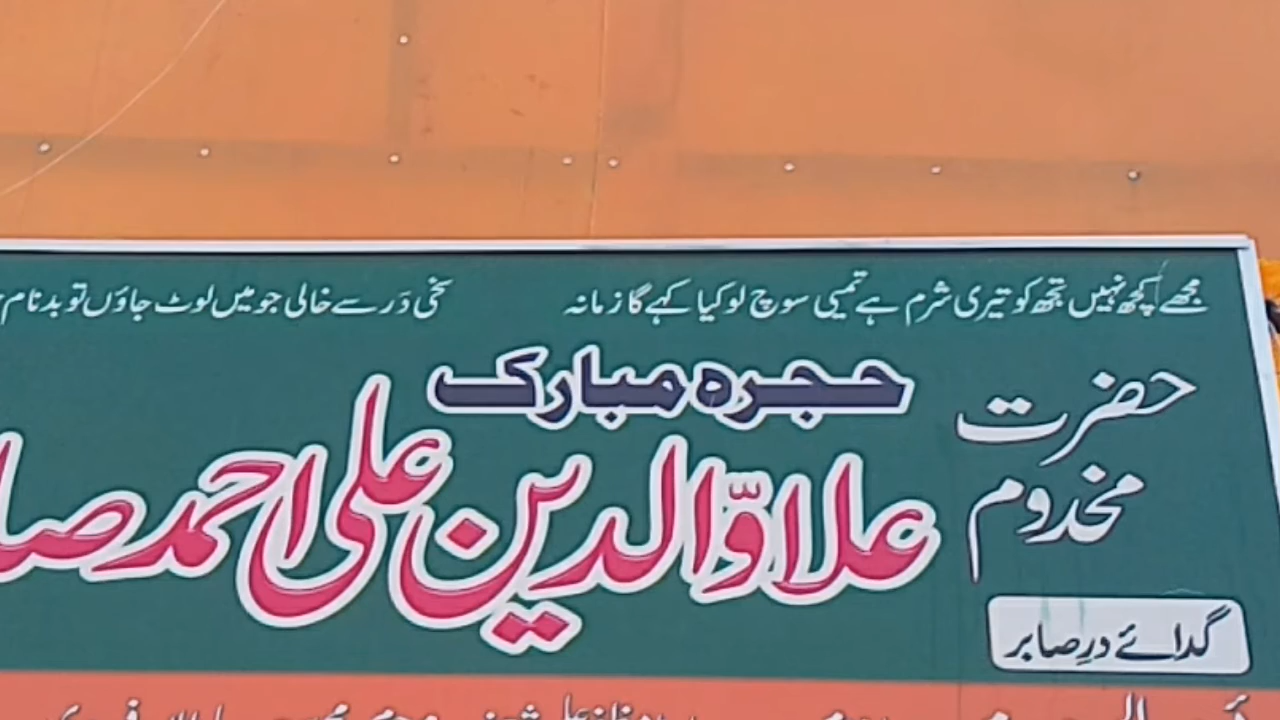 مجھے کچھ نہیں تجھ کو تیری شرم ہے تمہی سوچ لو کیا کہے گا زمانہ
سخی دَر سے خالی جو میں لوٹ جاؤں تو بدنام
حجرہ مبارک
حضرت
مخدوم
علاؤالدین علی احمد صا
گدائے درِ صابر